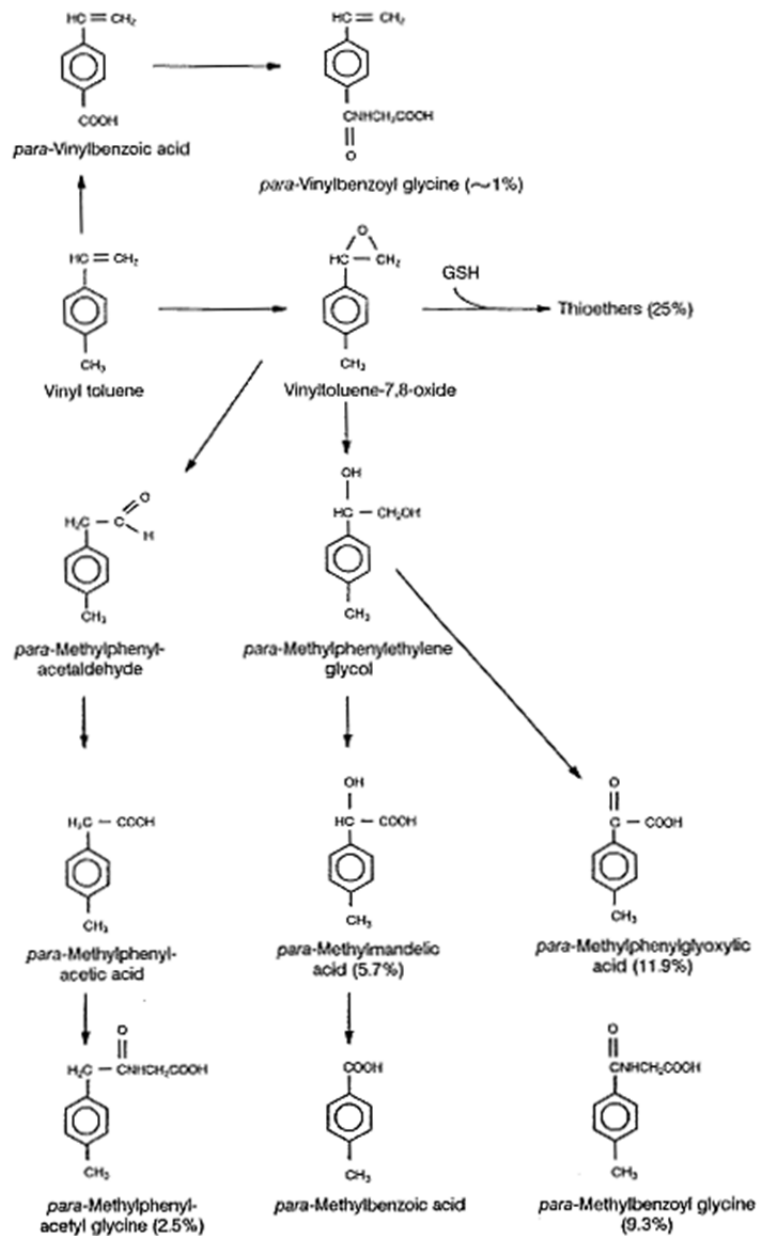 HC=CH₂
COOH
para-Vinylbenzoic acid
HC=CH₂
CNHCH₂COOH
O
para-Vinylbenzoyl glycine (~1%)
HC=CH₂
CH₃
Vinyl toluene
O
HC-CH₂
CH₃
Vinyltoluene-7,8-oxide
GSH
Thioethers (25%)
O
H₂C-C
H
CH₃
para-Methylphenyl-
acetaldehyde
OH
HC-CH₂OH
CH₃
para-Methylphenylethylene
glycol
H₂C-COOH
CH₃
para-Methylphenyl-
acetic acid
OH
HC-COOH
CH₃
para-Methylmandelic
acid (5.7%)
O
C-COOH
CH₃
para-Methylphenylglyoxylic
acid (11.9%)
O
H₂C-CNHCH₂COOH
CH₃
para-Methylphenyl-
acetyl glycine (2.5%)
COOH
CH₃
para-Methylbenzoic acid
O
CNHCH₂COOH
CH₃
para-Methylbenzoyl glycine
(9.3%)